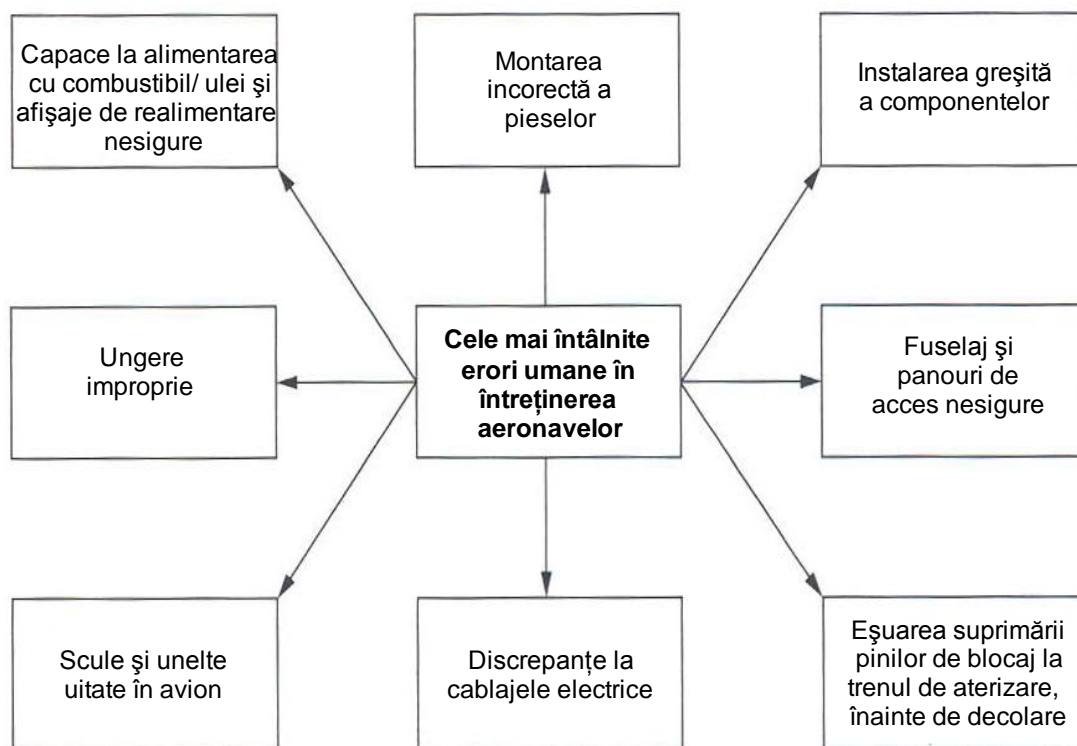 Capace la alimentarea
cu combustibil/ ulei şi
afişaje de realimentare
nesigure
Montarea
incorectă a
pieselor
Instalarea greşită
a componentelor
Ungere
improprie
Cele mai întâlnite
erori umane în
întreținerea
aeronavelor
Fuselaj şi
panouri de
acces nesigure
Scule şi unelte
uitate în avion
Discrepanțe la
cablajele electrice
Eşuarea suprimării
pinilor de blocaj la
trenul de aterizare,
înainte de decolare